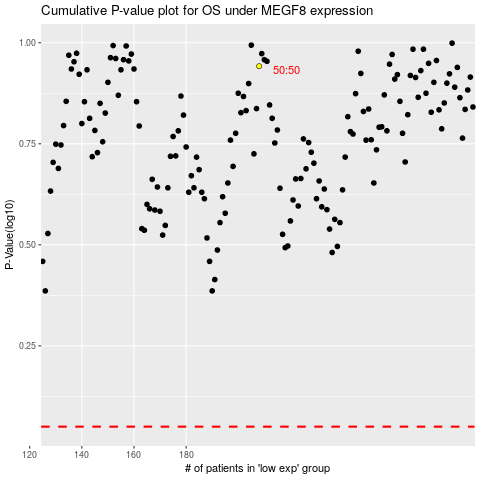 Cumulative P-value plot for OS under MEGF8 expression
1.00
50:50
0.75
P-Value(log10)
0.50
0.25
120 140 160 180
# of patients in 'low exp' group